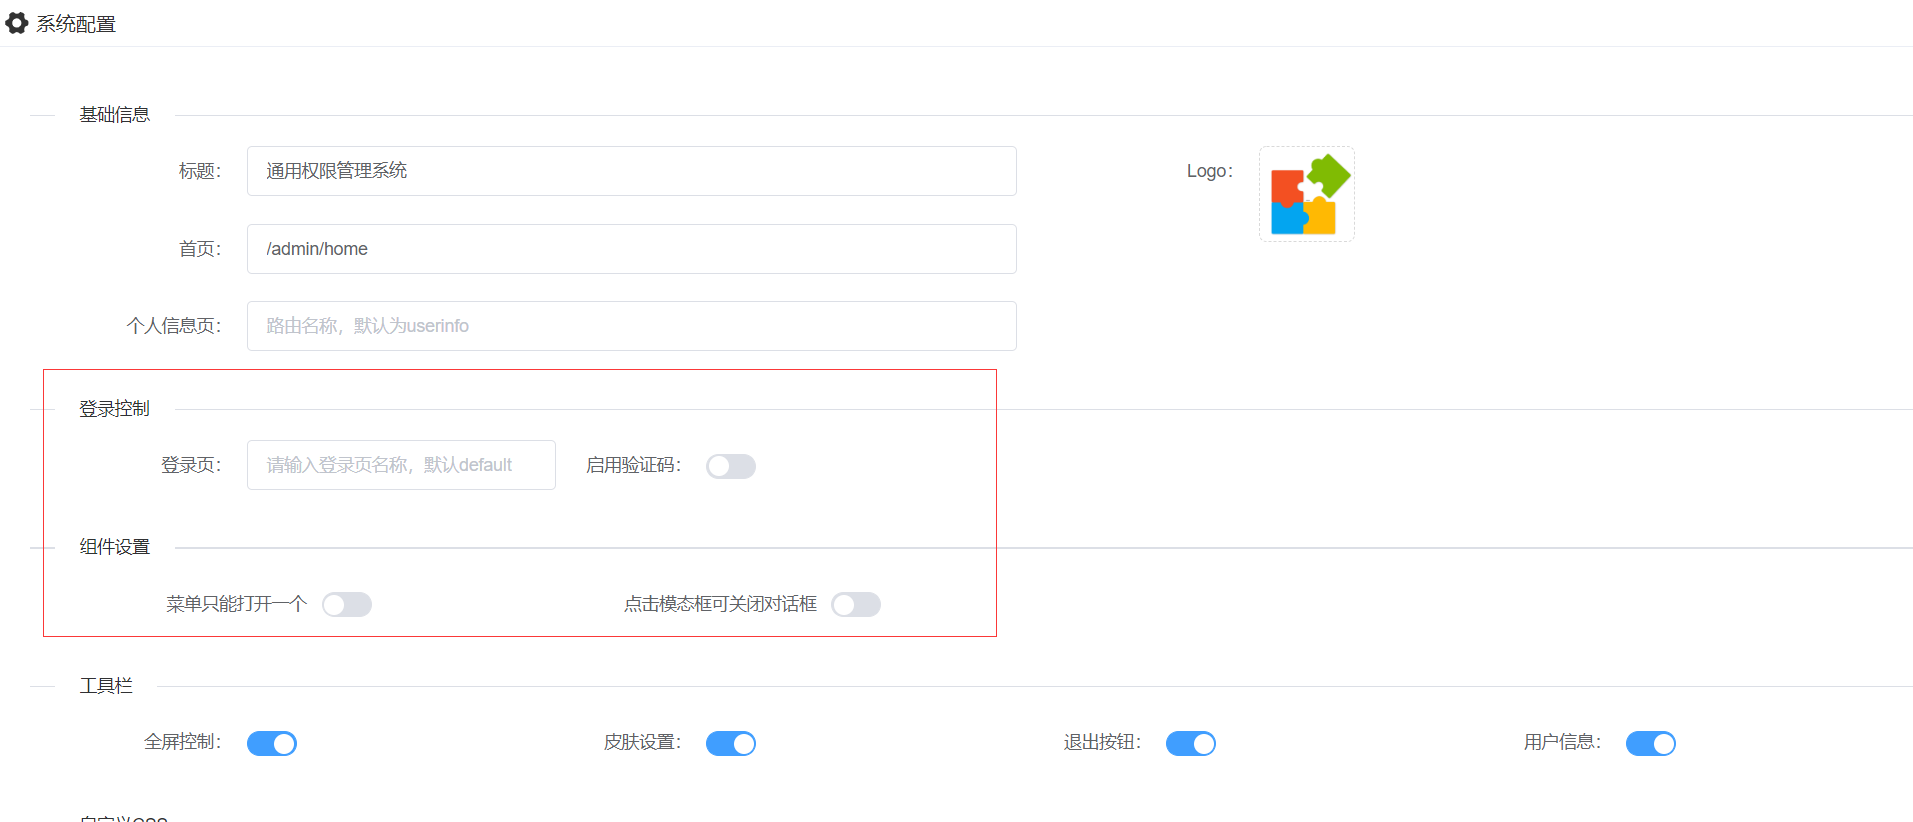 系统配置
基础信息
标题： 通用权限管理系统 Logo：
首页： /admin/home
个人信息页： 路由名称，默认为userinfo
登录控制
登录页： 请输入登录页名称，默认default 启用验证码：
组件设置
菜单只能打开一个 点击模态框可关闭对话框
工具栏
全屏控制： 皮肤设置： 退出按钮： 用户信息：
自定义CSS